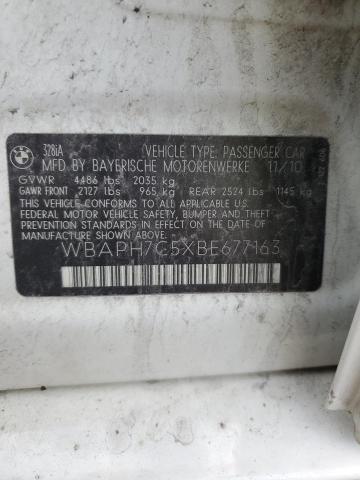 328iA
VEHICLE TYPE: PASSENGER CAR
MFD BY BAYERISCHE MOTORENWERKE 11/10
GVWR 4486 lbs 2035 kg
GAWR FRONT 2127 lbs 965 kg REAR 2524 lbs 1145 kg
THIS VEHICLE CONFORMS TO ALL APPLICABLE
FEDERAL MOTOR VEHICLE SAFETY, BUMPER
AND THEFT PREVENTION STANDARDS IN
EFFECT ON THE DATE OF MANUFACTURE
SHOWN ABOVE.
WBAPH7C5XBE677163